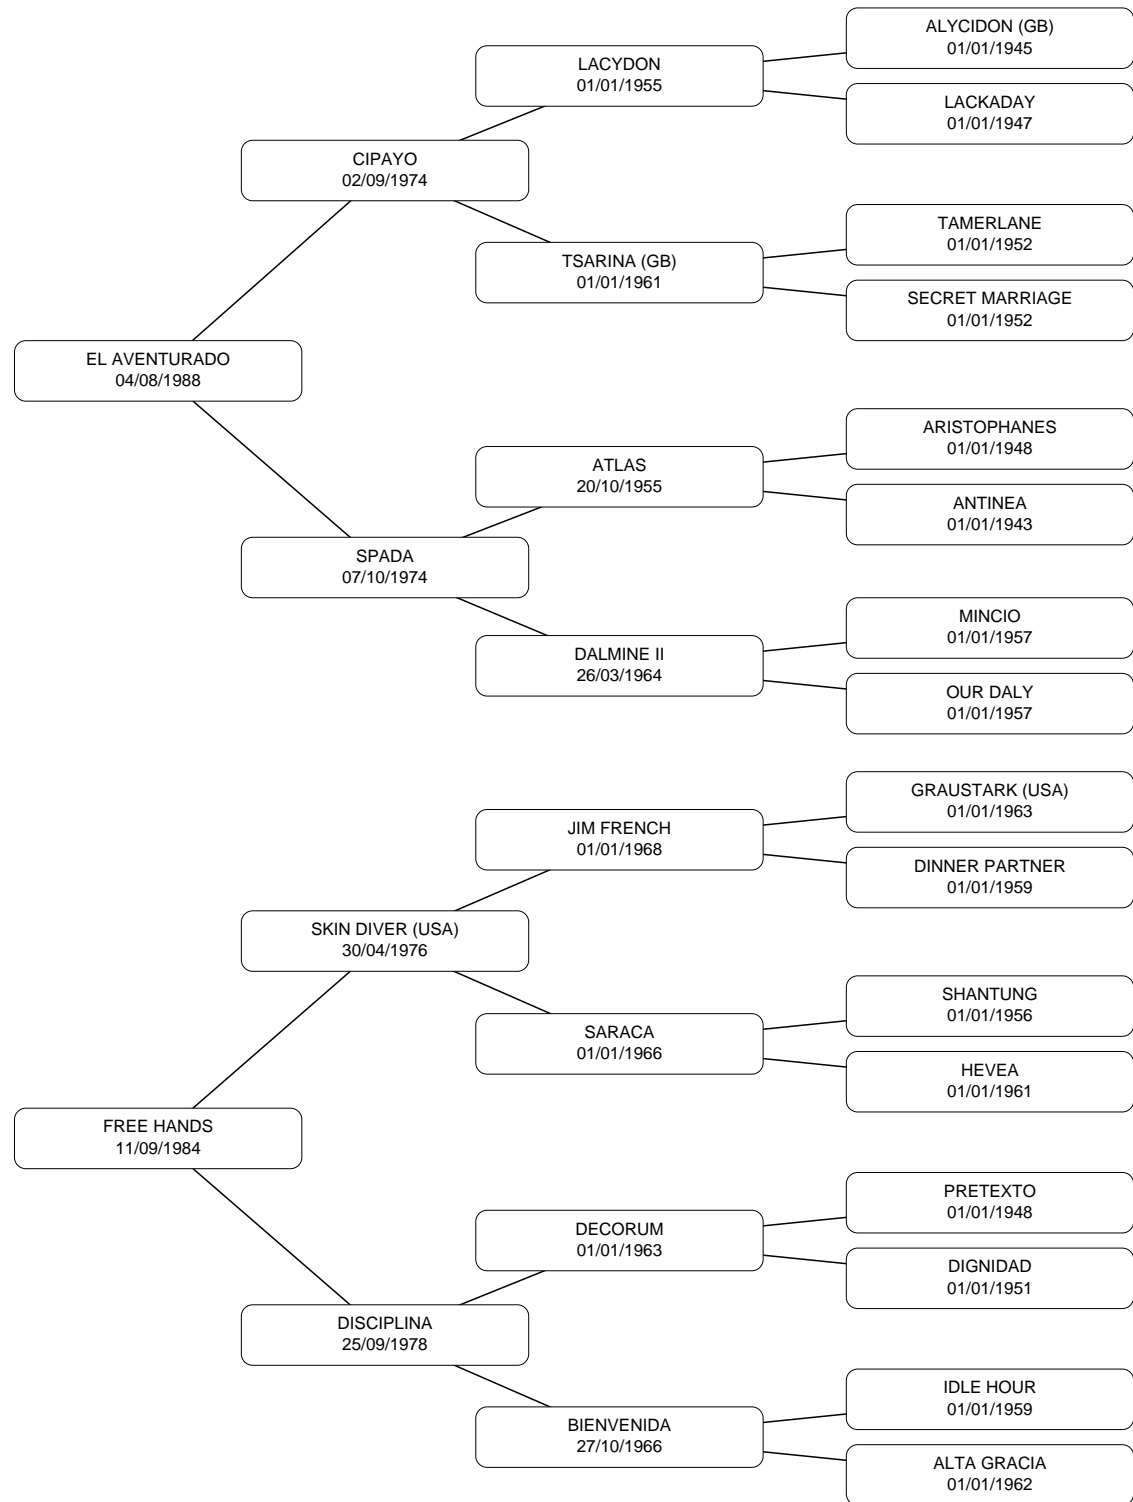 ALYCIDON (GB)
01/01/1945
LACYDON
01/01/1955
LACKADAY
01/01/1947
CIPAYO
02/09/1974
TAMERLANE
01/01/1952
TSARINA (GB)
01/01/1961
SECRET MARRIAGE
01/01/1952
EL AVENTURADO
04/08/1988
ARISTOPHANES
01/01/1948
ATLAS
20/10/1955
ANTINEA
01/01/1943
SPADA
07/10/1974
MINCIO
01/01/1957
DALMINE II
26/03/1964
OUR DALY
01/01/1957
GRAUSTARK (USA)
01/01/1963
JIM FRENCH
01/01/1968
DINNER PARTNER
01/01/1959
SKIN DIVER (USA)
30/04/1976
SHANTUNG
01/01/1956
SARACA
01/01/1966
HEVEA
01/01/1961
FREE HANDS
11/09/1984
PRETEXTO
01/01/1948
DECORUM
01/01/1963
DIGNIDAD
01/01/1951
DISCIPLINA
25/09/1978
IDLE HOUR
01/01/1959
BIENVENIDA
27/10/1966
ALTA GRACIA
01/01/1962